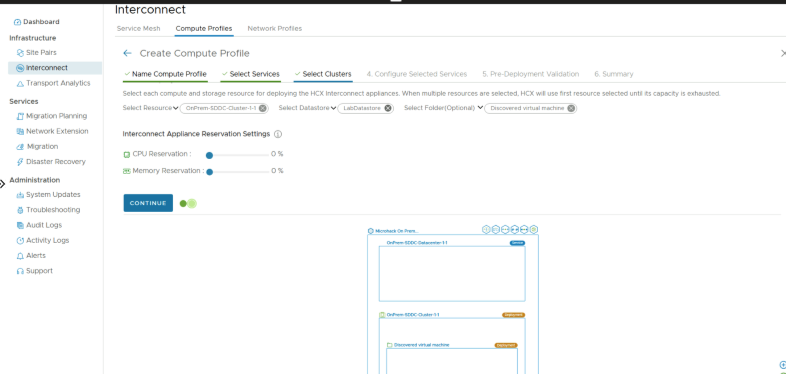 Interconnect
Dashboard
Infrastructure
Site Pairs
Interconnect
Transport Analytics
Services
Migration Planning
Network Extension
Migration
Disaster Recovery
Administration
System Updates
Troubleshooting
Audit Logs
Activity Logs
Alerts
Support
Service Mesh Compute Profiles Network Profiles
Create Compute Profile
Name Compute Profile Select Services Select Clusters 4. Configure Selected Services 5. Pre-Deployment Validation 6. Summary
Select each compute and storage resource for deploying the HCX Interconnect appliances. When multiple resources are selected, HCX will use first resource selected until its capacity is exhausted.
Select Resource OnPrem-SDDC-Cluster-1-1 Select Datastore LabDatastore Select Folder(Optional) Discovered virtual machine
Interconnect Appliance Reservation Settings
CPU Reservation : 0 %
Memory Reservation : 0 %
CONTINUE
Microhack On Prem..
OnPrem-SDDC-Datacenter-1-1 Service
OnPrem-SDDC-Cluster-1-1 Deployment
Discovered virtual machine Deployment